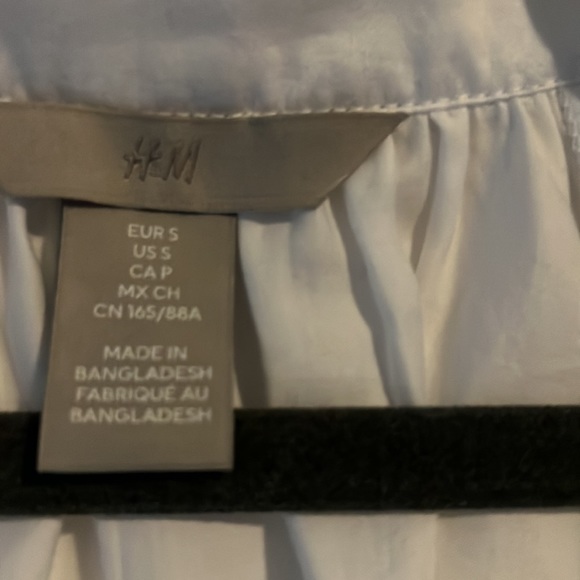 H&M
EUR S
US S
CA P
MX CH
CN 165/88A
MADE IN
BANGLADESH
FABRIQUÉ AU
BANGLADESH